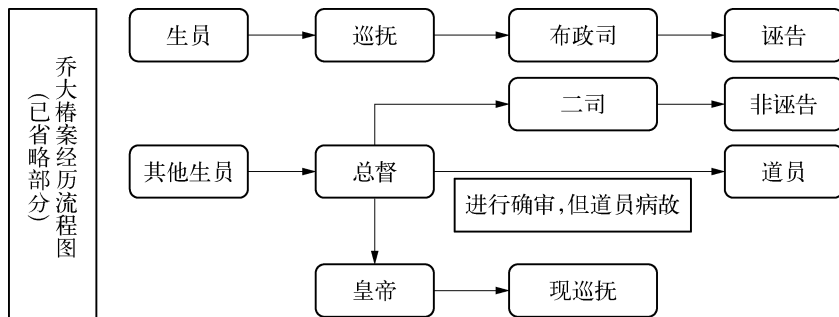 乔大椿案经历流程图
(已省略部分)
生员
巡抚
布政司
诬告
二司
非诬告
其他生员
总督
道员
进行确审,但道员病故
皇帝
现巡抚